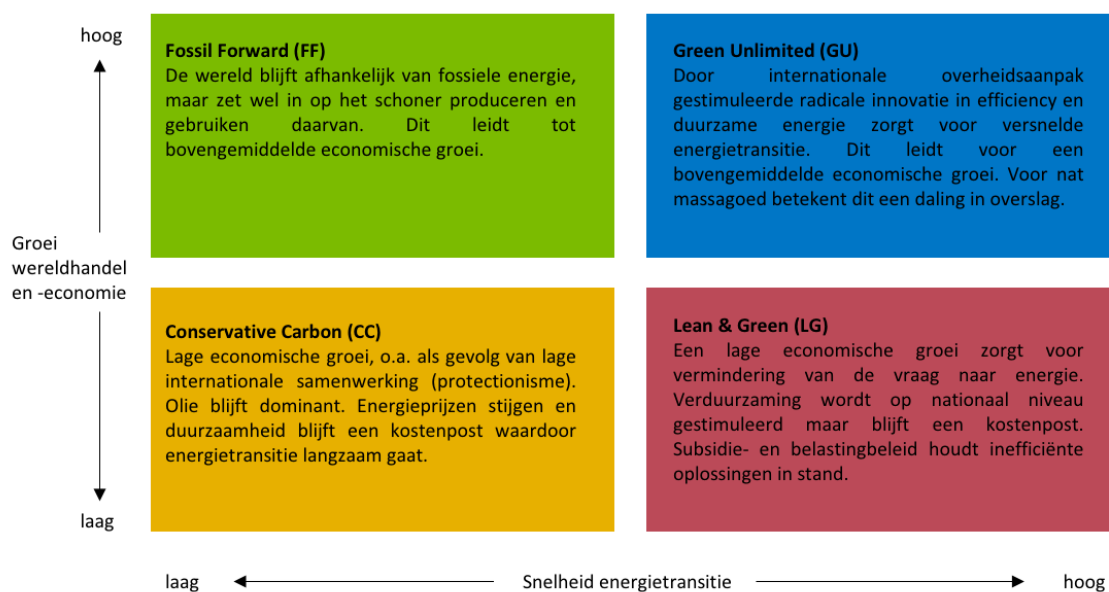 hoog
Fossil Forward (FF)
De wereld blijft afhankelijk van fossiele energie,
maar zet wel in op het schoner produceren en
gebruiken daarvan. Dit leidt tot
bovengemiddelde economische groei.
Green Unlimited (GU)
Door internationale overheidsaanpak
gestimuleerde radicale innovatie in efficiency en
duurzame energie zorgt voor versnelde
energietransitie. Dit leidt voor een
bovengemiddelde economische groei. Voor nat
massagoed betekent dit een daling in overslag.
Groei
wereldhandel
en -economie
Conservative Carbon (CC)
Lage economische groei, o.a. als gevolg van lage
internationale samenwerking (protectionisme).
Olie blijft dominant. Energieprijzen stijgen en
duurzaamheid blijft een kostenpost waardoor
energietransitie langzaam gaat.
Lean & Green (LG)
Een lage economische groei zorgt voor
vermindering van de vraag naar energie.
Verduurzaming wordt op nationaal niveau
gestimuleerd maar blijft een kostenpost.
Subsidie- en belastingbeleid houdt inefficiënte
oplossingen in stand.
laag
laag
Snelheid energietransitie
hoog